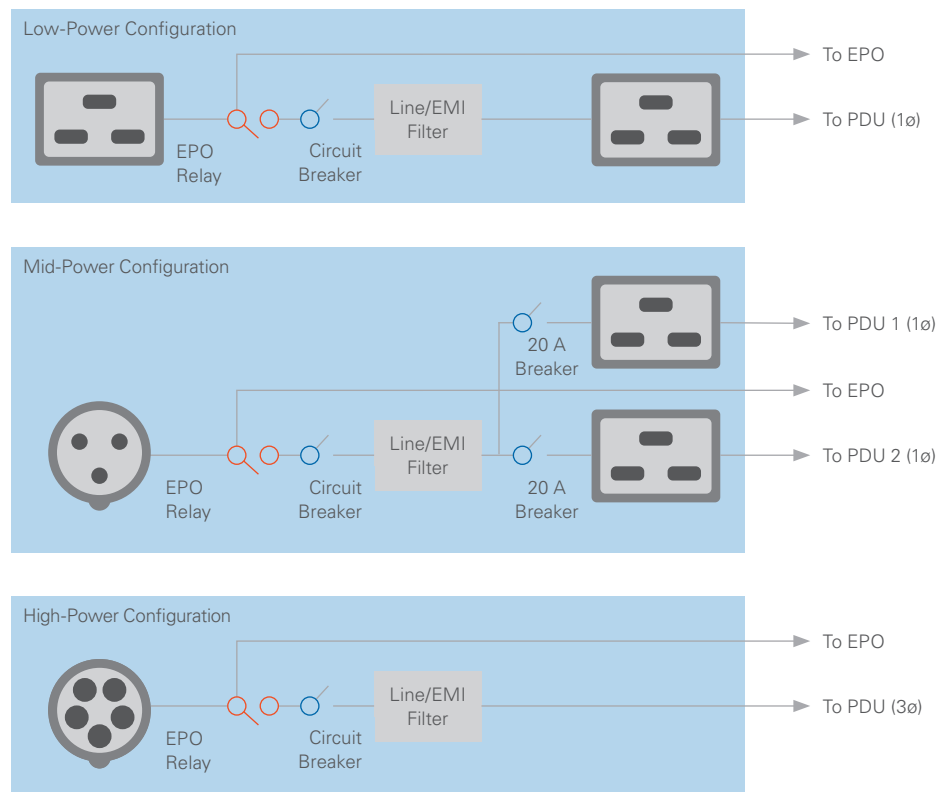 Low-Power Configuration
To EPO
Line/EMI
Filter
To PDU (1ø)
EPO
Relay
Circuit
Breaker
Mid-Power Configuration
To PDU 1 (1ø)
20 A
Breaker
To EPO
Line/EMI
Filter
To PDU 2 (1ø)
EPO
Relay
Circuit
Breaker
20 A
Breaker
High-Power Configuration
To EPO
Line/EMI
Filter
To PDU (3ø)
EPO
Relay
Circuit
Breaker